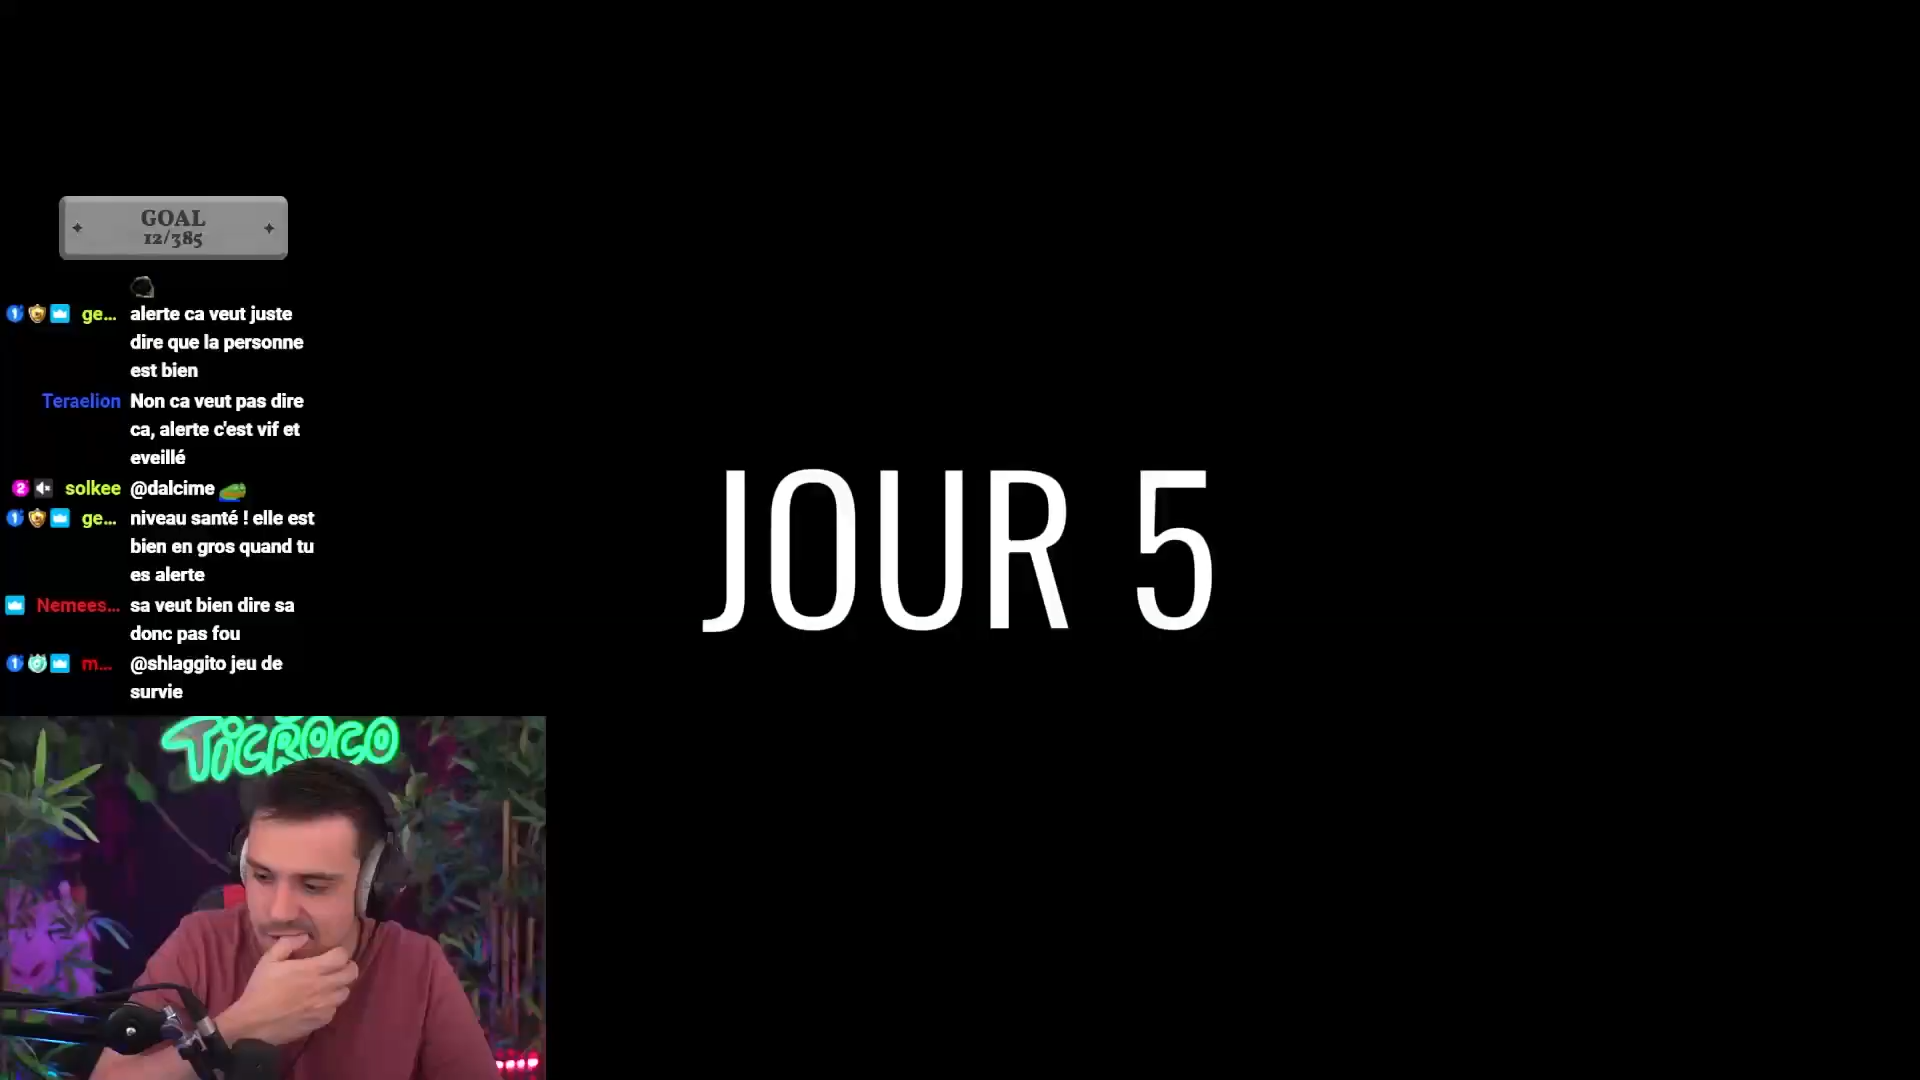 GOAL
12/385
ge... alerte ca veut juste
dire que la personne
est bien
Teraelion Non ca veut pas dire
ca, alerte c'est vif et
eveillé
2 solkee @dalcime
ge... niveau santé ! elle est
bien en gros quand tu
es alerte
Nemees... sa veut bien dire sa
donc pas fou
m... @shlaggito jeu de
survie
JOUR 5
TICROCO